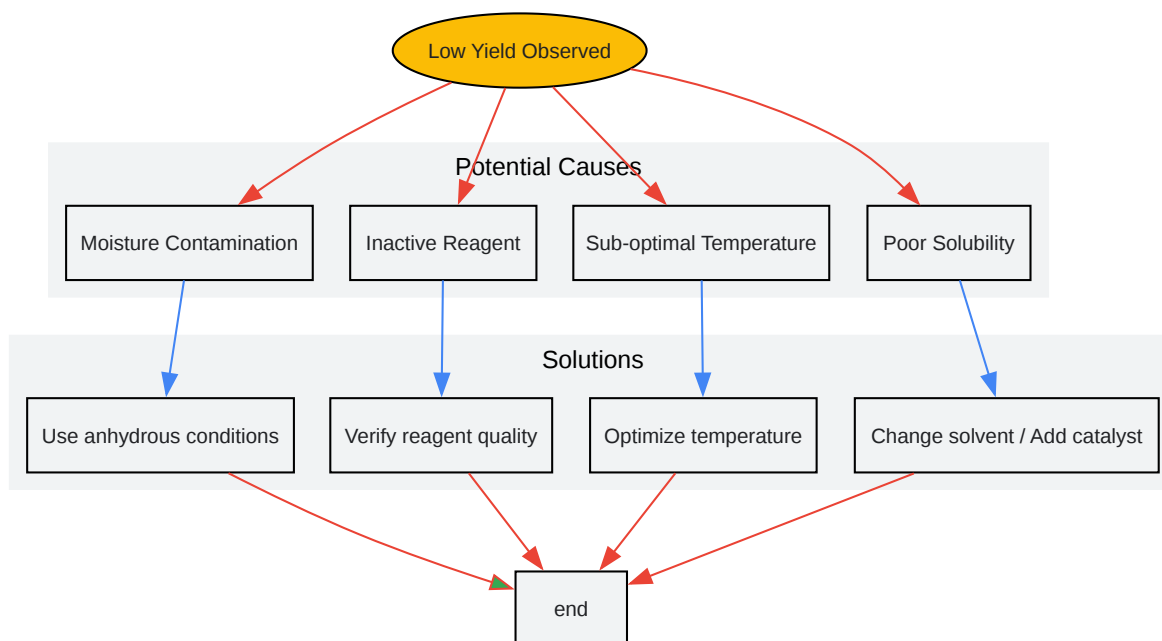 Low Yield Observed
Potential Causes
Moisture Contamination
Inactive Reagent
Sub-optimal Temperature
Poor Solubility
Solutions
Use anhydrous conditions
Verify reagent quality
Optimize temperature
Change solvent / Add catalyst
end